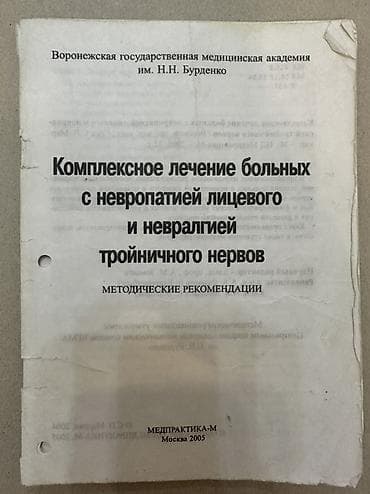 Воронежская государственная медицинская академия
им. Н.Н. Бурденко
Комплексное лечение больных
с невропатией лицевого
и невралгией
тройничного нервов
МЕТОДИЧЕСКИЕ РЕКОМЕНДАЦИИ
МЕДПРАКТИКА-М
Москва 2005